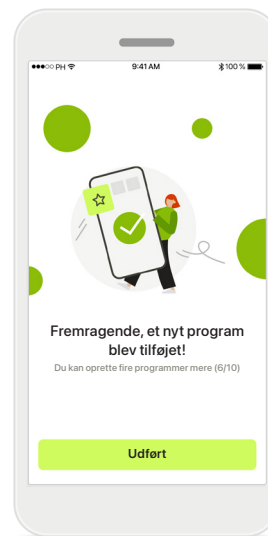 ●●●○○ PH 9:41 AM 100 %
Fremragende, et nyt program
blev tilføjet!
Du kan oprette fire programmer mere (6/10)
Udført